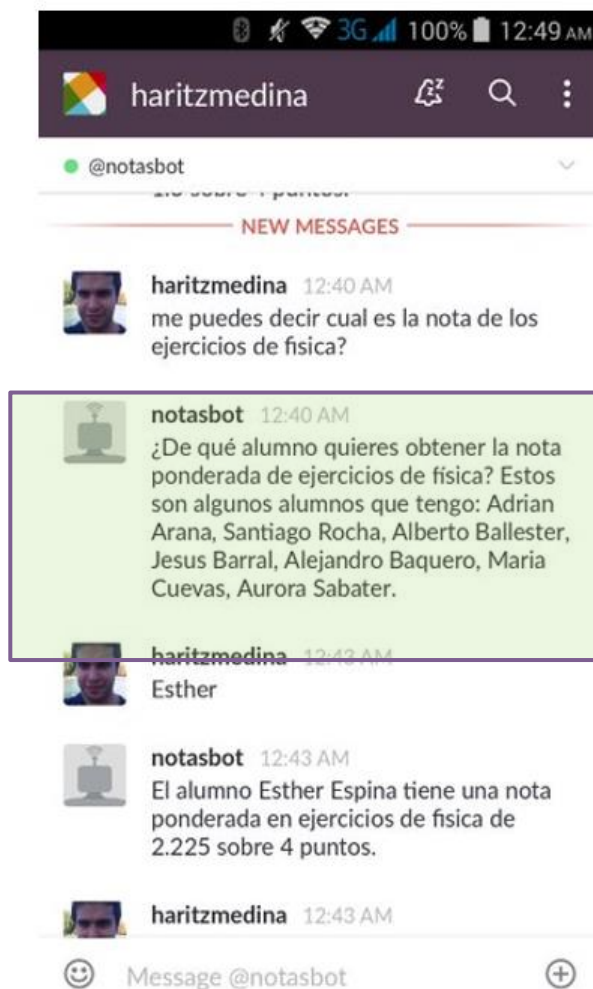 3G 100% 12:49 AM
haritzmedina
@notasbot
NEW MESSAGES
haritzmedina 12:40 AM
me puedes decir cual es la nota de los
ejercicios de fisica?
notasbot 12:40 AM
¿De qué alumno quieres obtener la nota
ponderada de ejercicios de física? Estos
son algunos alumnos que tengo: Adrian
Arana, Santiago Rocha, Alberto Ballester,
Jesus Barral, Alejandro Baquero, Maria
Cuevas, Aurora Sabater.
haritzmedina 12:43 AM
Esther
notasbot 12:43 AM
El alumno Esther Espina tiene una nota
ponderada en ejercicios de fisica de
2.225 sobre 4 puntos.
haritzmedina 12:43 AM
Message @notasbot